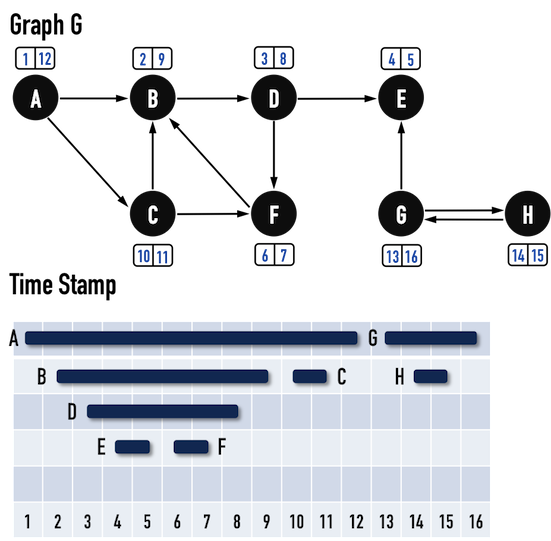 Graph G
1 12 2 9 3 8 4 5
A B D E
C F G H
10 11 6 7 13 16 14 15
Time Stamp
A G
B C H
D
E F
1 2 3 4 5 6 7 8 9 10 11 12 13 14 15 16